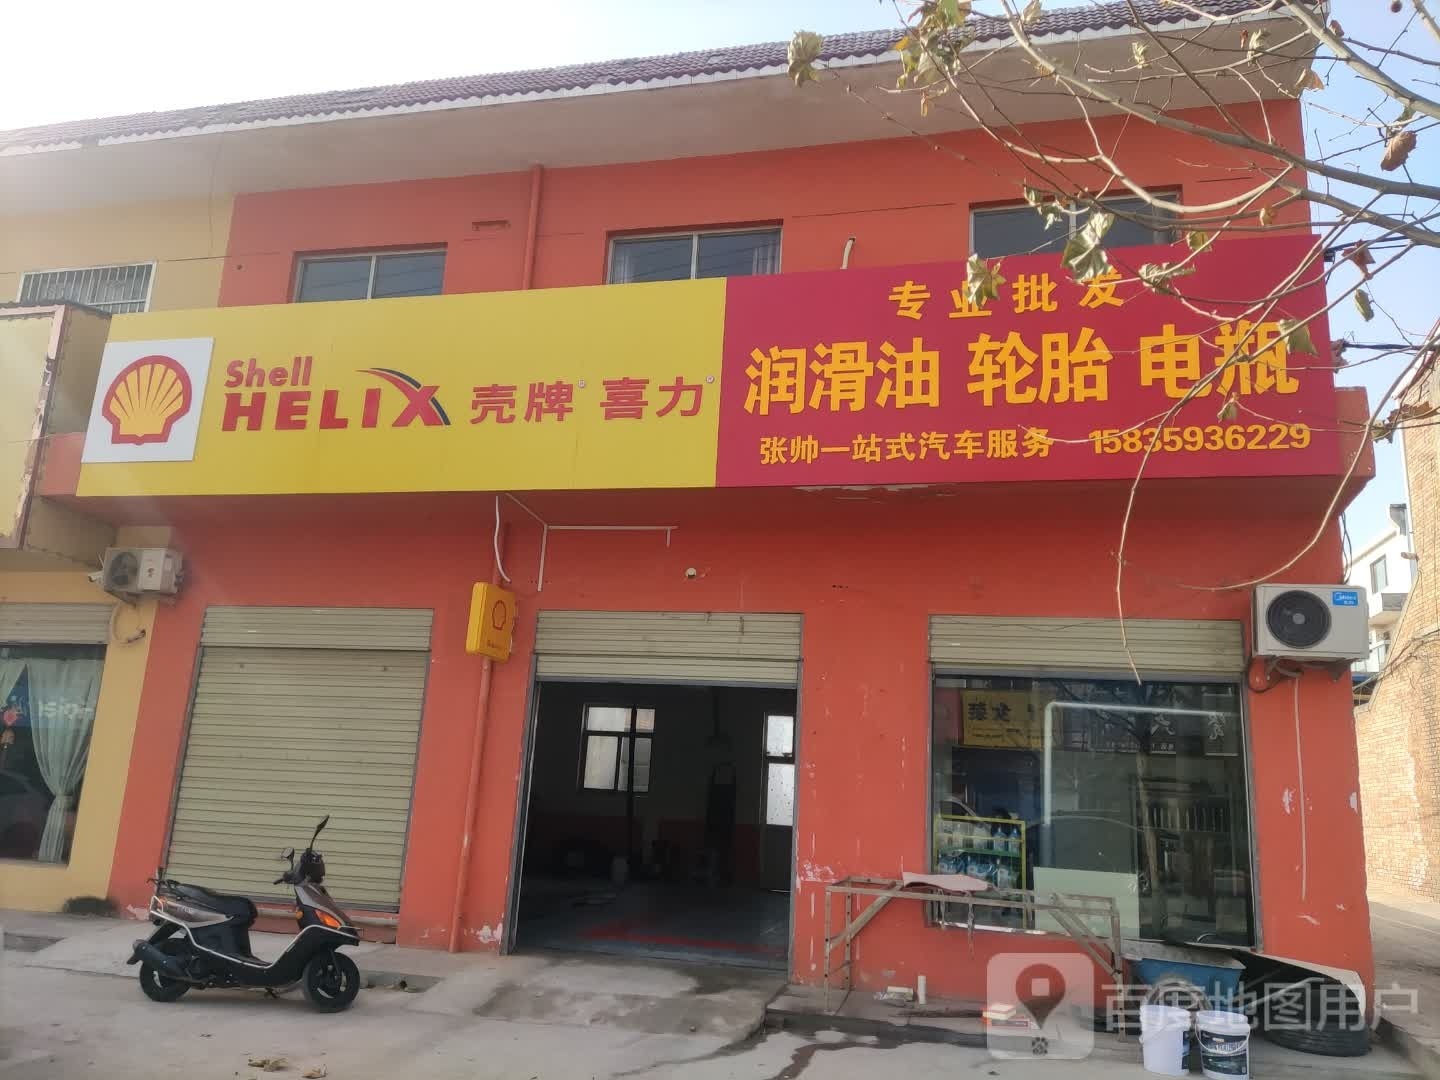 Shell
HELIX 壳牌® 喜力®
专业批发
润滑油 轮胎 电瓶
张帅一站式汽车服务 15835936229
百度地图用户